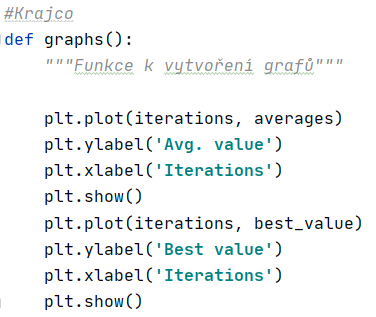 #Krajco
def graphs():
    """Funkce k vytvoření grafů"""
    plt.plot(iterations, averages)
    plt.ylabel('Avg. value')
    plt.xlabel('Iterations')
    plt.show()
    plt.plot(iterations, best_value)
    plt.ylabel('Best value')
    plt.xlabel('Iterations')
    plt.show()